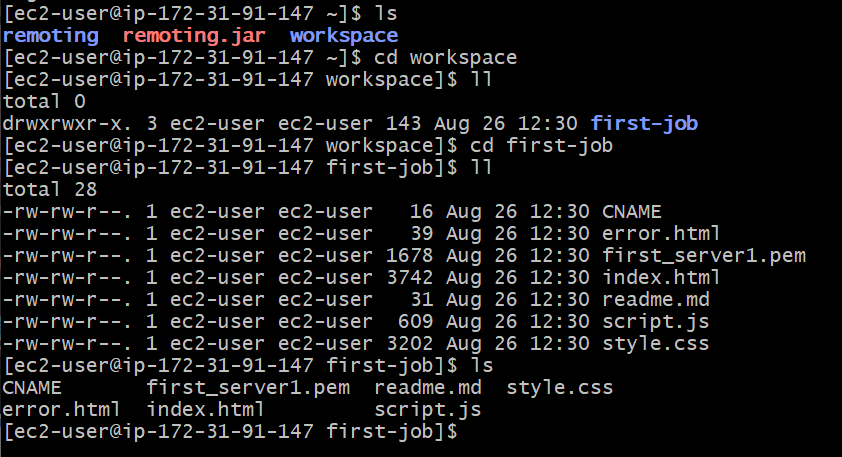 [ec2-user@ip-172-31-91-147 ~]$ ls
remoting  remoting.jar  workspace
[ec2-user@ip-172-31-91-147 ~]$ cd workspace
[ec2-user@ip-172-31-91-147 workspace]$ ll
total 0
drwxrwxr-x. 3 ec2-user ec2-user 143 Aug 26 12:30 first-job
[ec2-user@ip-172-31-91-147 workspace]$ cd first-job
[ec2-user@ip-172-31-91-147 first-job]$ ll
total 28
-rw-rw-r--. 1 ec2-user ec2-user   16 Aug 26 12:30 CNAME
-rw-rw-r--. 1 ec2-user ec2-user   39 Aug 26 12:30 error.html
-rw-rw-r--. 1 ec2-user ec2-user 1678 Aug 26 12:30 first_server1.pem
-rw-rw-r--. 1 ec2-user ec2-user 3742 Aug 26 12:30 index.html
-rw-rw-r--. 1 ec2-user ec2-user   31 Aug 26 12:30 readme.md
-rw-rw-r--. 1 ec2-user ec2-user  609 Aug 26 12:30 script.js
-rw-rw-r--. 1 ec2-user ec2-user 3202 Aug 26 12:30 style.css
[ec2-user@ip-172-31-91-147 first-job]$ ls
CNAME       first_server1.pem  readme.md  style.css
error.html  index.html         script.js
[ec2-user@ip-172-31-91-147 first-job]$